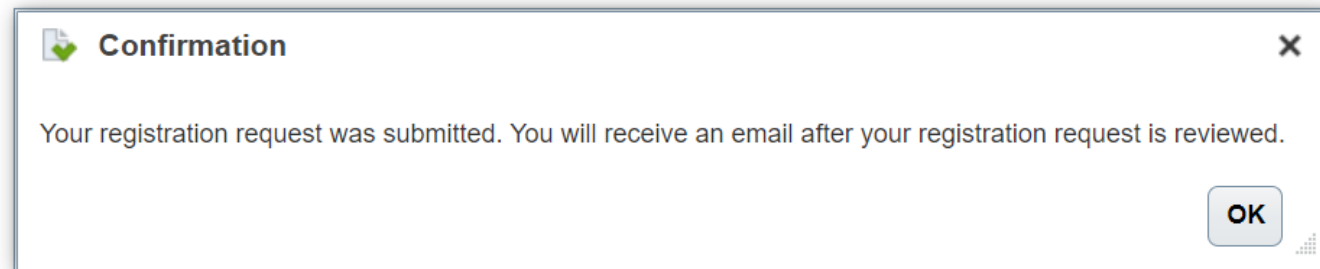 Confirmation
Your registration request was submitted. You will receive an email after your registration request is reviewed.
OK